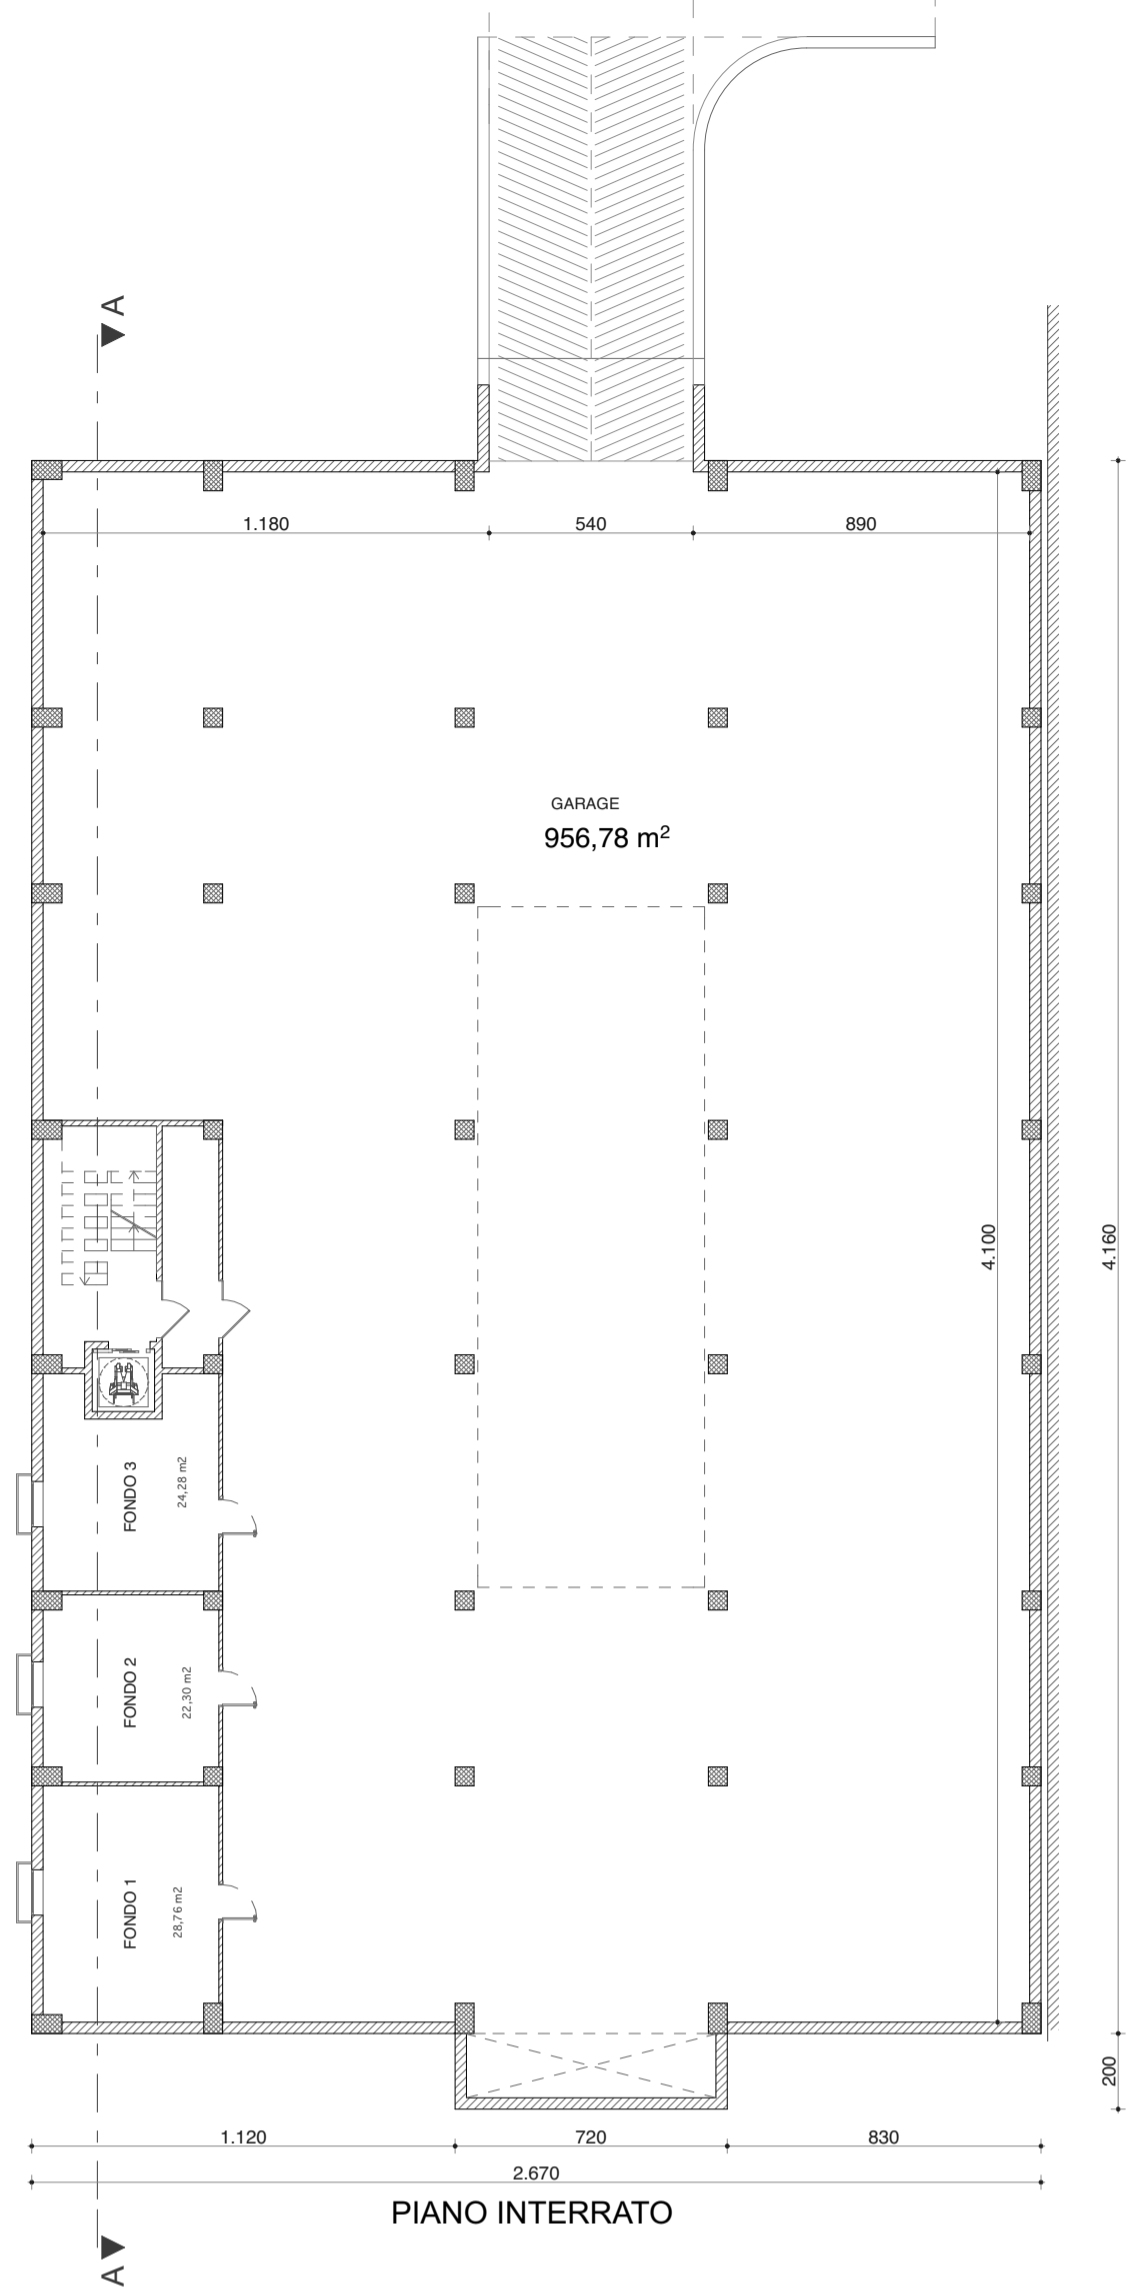 A
1.180
540
890
GARAGE
956,78 m²
4.100
4.160
FONDO 3
24,28 m2
FONDO 2
22,30 m2
FONDO 1
28,76 m2
200
1.120
720
830
2.670
PIANO INTERRATO
A